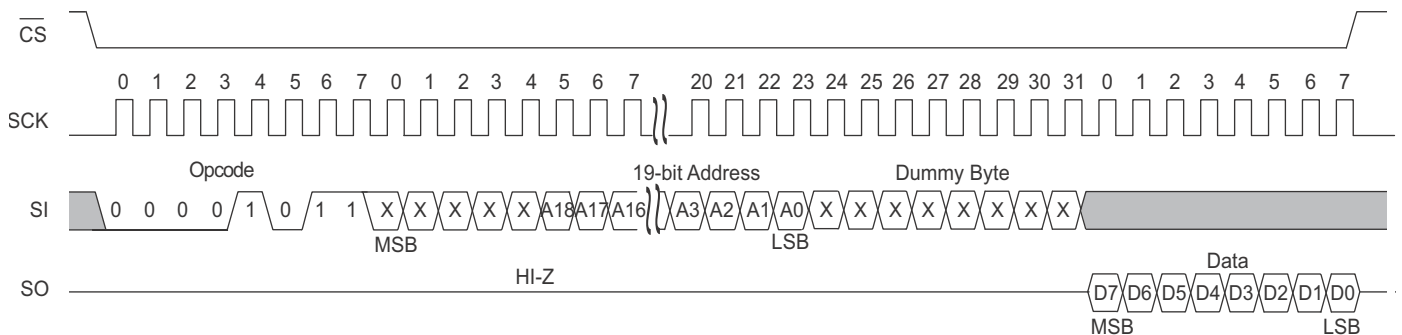 CS
0 1 2 3 4 5 6 7 0 1 2 3 4 5 6 7 20 21 22 23 24 25 26 27 28 29 30 31 0 1 2 3 4 5 6 7
SCK
Opcode 19-bit Address Dummy Byte
SI 0 0 0 0 1 0 1 1 X X X X X A18 A17 A16 A3 A2 A1 A0 X X X X X X X X
MSB LSB
HI-Z Data
SO D7 D6 D5 D4 D3 D2 D1 D0
MSB LSB